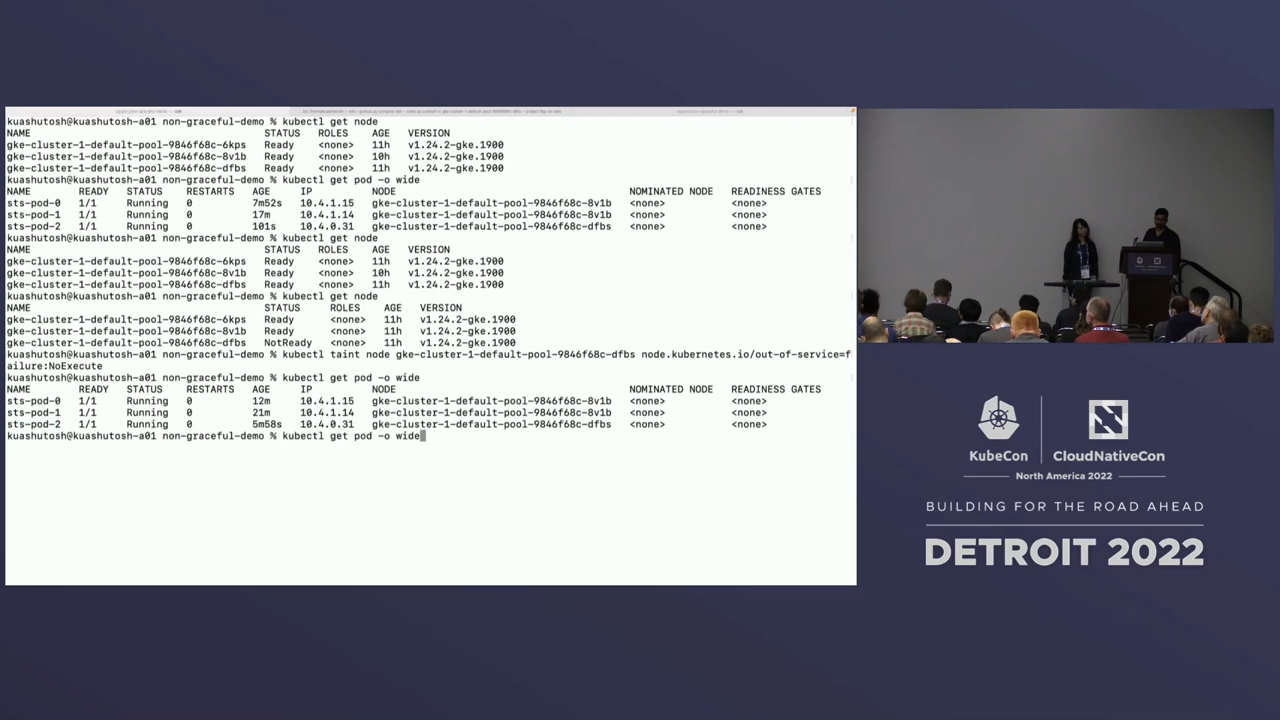 kuashutosh@kuashutosh-a01 non-graceful-demo % kubectl get node
NAME STATUS ROLES AGE VERSION
gke-cluster-1-default-pool-9846f68c-6kps Ready <none> 11h v1.24.2-gke.1900
gke-cluster-1-default-pool-9846f68c-8v1b Ready <none> 10h v1.24.2-gke.1900
gke-cluster-1-default-pool-9846f68c-dfbs Ready <none> 11h v1.24.2-gke.1900
kuashutosh@kuashutosh-a01 non-graceful-demo % kubectl get pod -o wide
NAME READY STATUS RESTARTS AGE IP NODE NOMINATED NODE READINESS GATES
sts-pod-0 1/1 Running 0 7m52s 10.4.1.15 gke-cluster-1-default-pool-9846f68c-8v1b <none> <none>
sts-pod-1 1/1 Running 0 17m 10.4.1.14 gke-cluster-1-default-pool-9846f68c-8v1b <none> <none>
sts-pod-2 1/1 Running 0 101s 10.4.0.31 gke-cluster-1-default-pool-9846f68c-dfbs <none> <none>
kuashutosh@kuashutosh-a01 non-graceful-demo % kubectl get node
NAME STATUS ROLES AGE VERSION
gke-cluster-1-default-pool-9846f68c-6kps Ready <none> 11h v1.24.2-gke.1900
gke-cluster-1-default-pool-9846f68c-8v1b Ready <none> 10h v1.24.2-gke.1900
gke-cluster-1-default-pool-9846f68c-dfbs Ready <none> 11h v1.24.2-gke.1900
kuashutosh@kuashutosh-a01 non-graceful-demo % kubectl get node
NAME STATUS ROLES AGE VERSION
gke-cluster-1-default-pool-9846f68c-6kps Ready <none> 11h v1.24.2-gke.1900
gke-cluster-1-default-pool-9846f68c-8v1b Ready <none> 11h v1.24.2-gke.1900
gke-cluster-1-default-pool-9846f68c-dfbs NotReady <none> 11h v1.24.2-gke.1900
kuashutosh@kuashutosh-a01 non-graceful-demo % kubectl taint node gke-cluster-1-default-pool-9846f68c-dfbs node.kubernetes.io/out-of-service=f
ailure:NoExecute
kuashutosh@kuashutosh-a01 non-graceful-demo % kubectl get pod -o wide
NAME READY STATUS RESTARTS AGE IP NODE NOMINATED NODE READINESS GATES
sts-pod-0 1/1 Running 0 12m 10.4.1.15 gke-cluster-1-default-pool-9846f68c-8v1b <none> <none>
sts-pod-1 1/1 Running 0 21m 10.4.1.14 gke-cluster-1-default-pool-9846f68c-8v1b <none> <none>
sts-pod-2 1/1 Running 0 5m58s 10.4.0.31 gke-cluster-1-default-pool-9846f68c-dfbs <none> <none>
kuashutosh@kuashutosh-a01 non-graceful-demo % kubectl get pod -o wide
KubeCon CloudNativeCon
North America 2022
BUILDING FOR THE ROAD AHEAD
DETROIT 2022